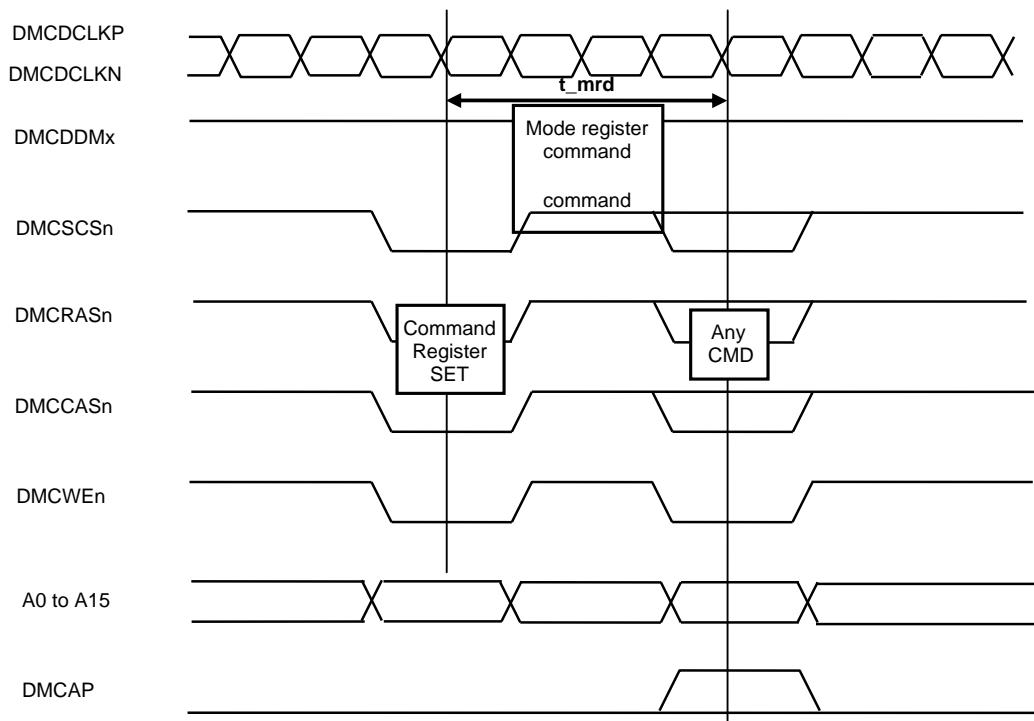 DMCDCLKP
DMCDCLKN
t_mrd
DMCDDMx
Mode register
command
command
DMCSCSn
DMCRASn
Command
Register
SET
Any
CMD
DMCCASn
DMCWEn
A0 to A15
DMCAP